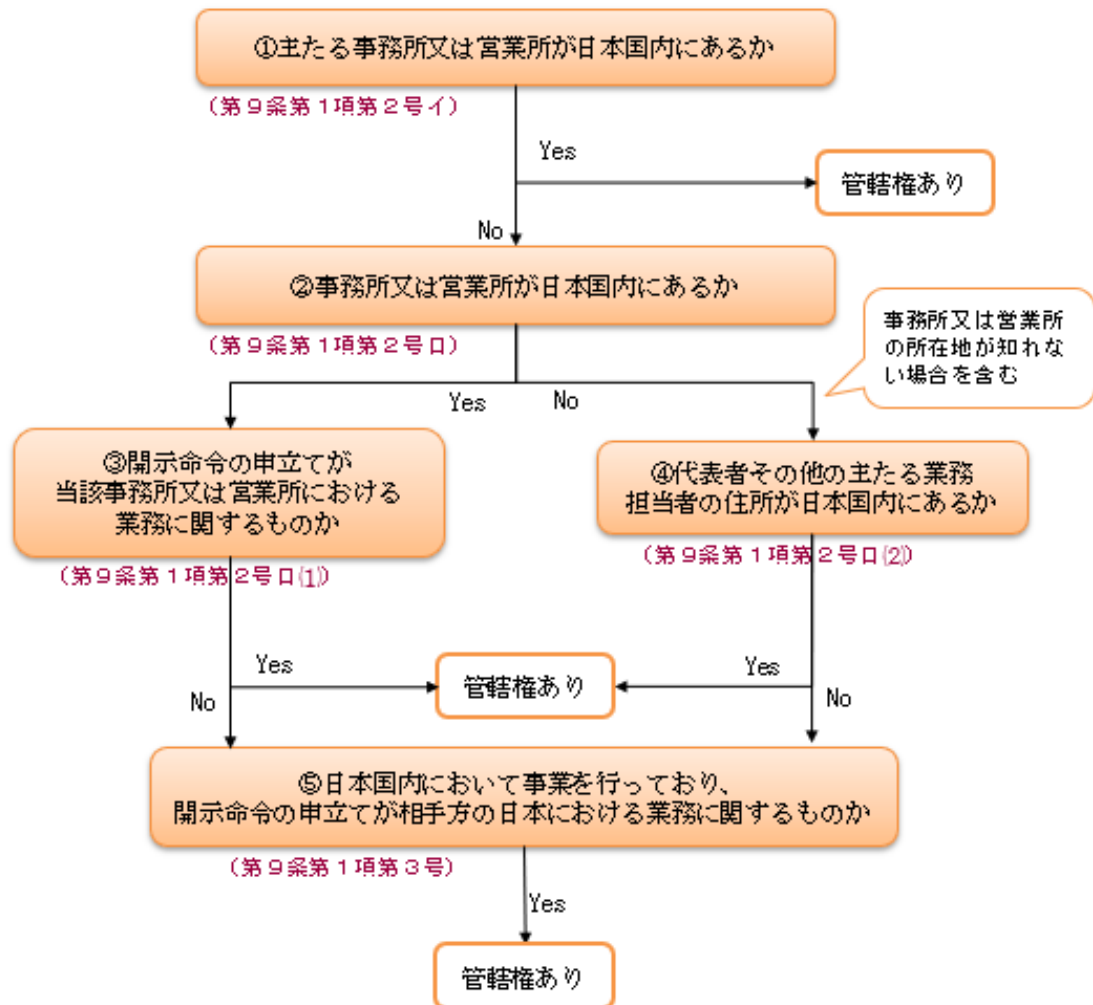 ①主たる事務所又は営業所が日本国内にあるか
（第９条第１項第２号イ）
Yes
管轄権あり
No
②事務所又は営業所が日本国内にあるか
（第９条第１項第２号ロ）
事務所又は営業所
の所在地が知れな
い場合を含む
Yes
No
③開示命令の申立てが
当該事務所又は営業所における
業務に関するものか
（第９条第１項第２号ロ⑴）
④代表者その他の主たる業務
担当者の住所が日本国内にあるか
（第９条第１項第２号ロ⑵）
Yes
管轄権あり
Yes
No
No
⑤日本国内において事業を行っており、
開示命令の申立てが相手方の日本における業務に関するものか
（第９条第１項第３号）
Yes
管轄権あり